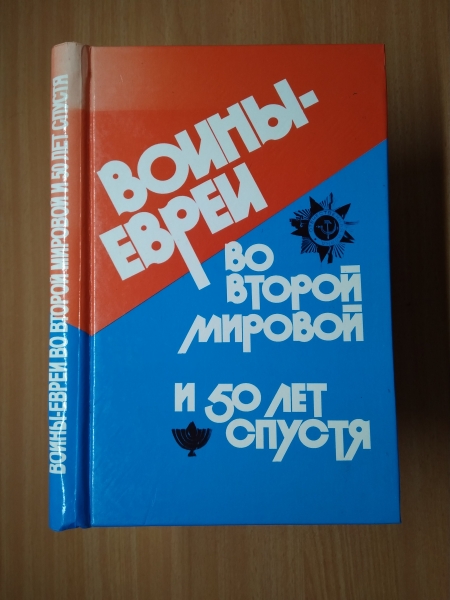 ВОИНЫ-
ЕВРЕИ
ВО
ВТОРОЙ
МИРОВОЙ
И 50 ЛЕТ
СПУСТЯ
ВОИНЫ-ЕВРЕИ ВО ВТОРОЙ МИРОВОЙ И 50 ЛЕТ СПУСТЯ